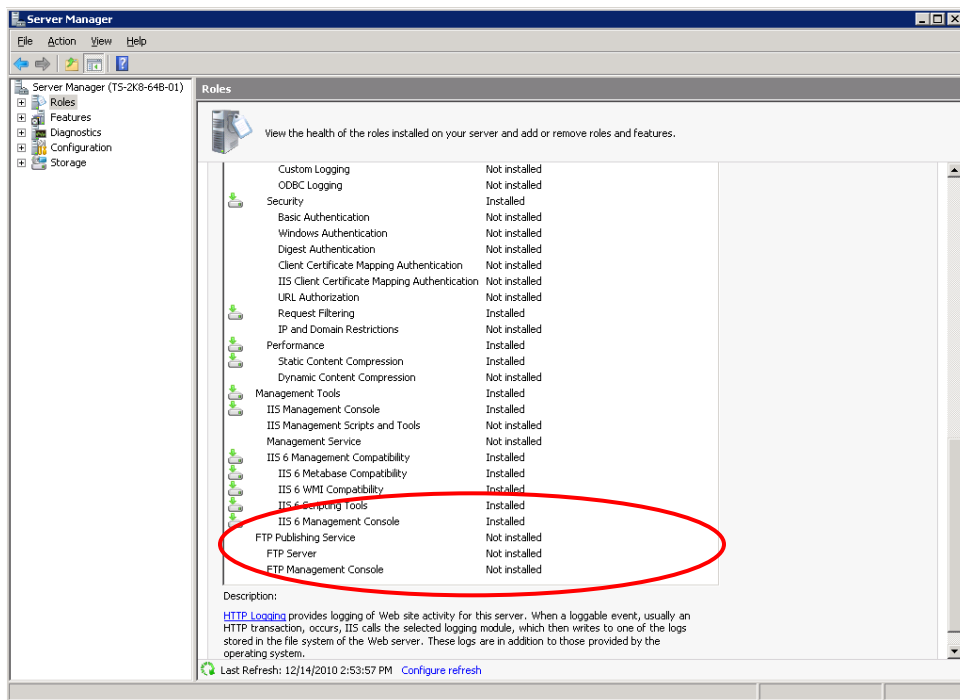 Server Manager
File Action View Help
Server Manager (TS-2K8-64B-01)
Roles
Features
Diagnostics
Configuration
Storage
Roles
View the health of the roles installed on your server and add or remove roles and features.
Custom Logging Not installed
ODBC Logging Not installed
Security Installed
Basic Authentication Not installed
Windows Authentication Not installed
Digest Authentication Not installed
Client Certificate Mapping Authentication Not installed
IIS Client Certificate Mapping Authentication Not installed
URL Authorization Not installed
Request Filtering Installed
IP and Domain Restrictions Not installed
Performance Installed
Static Content Compression Installed
Dynamic Content Compression Not installed
Management Tools Installed
IIS Management Console Installed
IIS Management Scripts and Tools Not installed
Management Service Not installed
IIS 6 Management Compatibility Installed
IIS 6 Metabase Compatibility Installed
IIS 6 WMI Compatibility Installed
IIS 6 Scripting Tools Installed
IIS 6 Management Console Installed
FTP Publishing Service Not installed
FTP Server Not installed
FTP Management Console Not installed
Description:
HTTP Logging provides logging of Web site activity for this server. When a loggable event, usually an
HTTP transaction, occurs, IIS calls the selected logging module, which then writes to one of the logs
stored in the file system of the Web server. These logs are in addition to those provided by the
operating system.
Last Refresh: 12/14/2010 2:53:57 PM Configure refresh